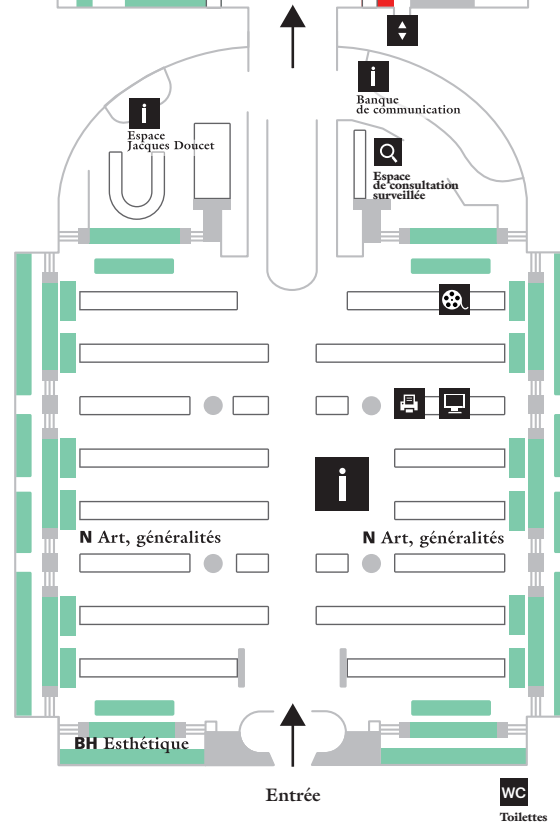 Banque
de communication
Espace
Jacques Doucet
Espace
de consultation
surveillée
N Art, généralités
N Art, généralités
BH Esthétique
Entrée
WC
Toilettes